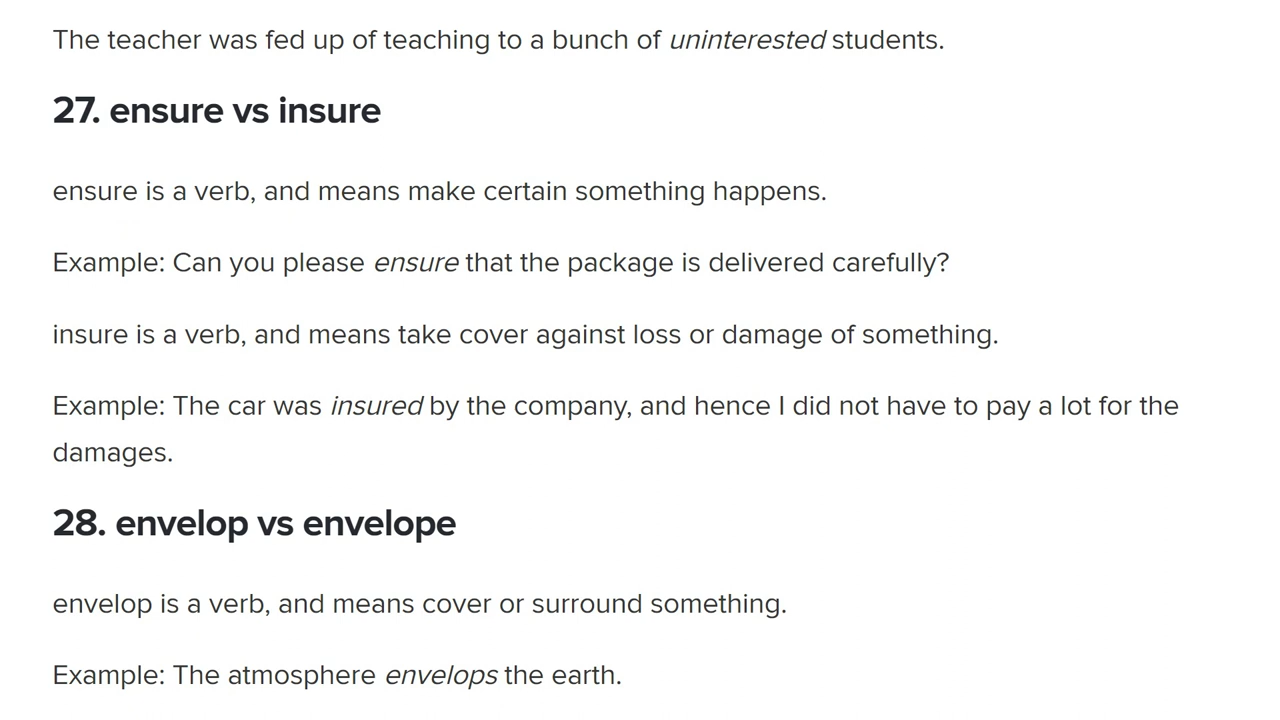 The teacher was fed up of teaching to a bunch of uninterested students.
27. ensure vs insure
ensure is a verb, and means make certain something happens.
Example: Can you please ensure that the package is delivered carefully?
insure is a verb, and means take cover against loss or damage of something.
Example: The car was insured by the company, and hence I did not have to pay a lot for the
damages.
28. envelop vs envelope
envelop is a verb, and means cover or surround something.
Example: The atmosphere envelops the earth.